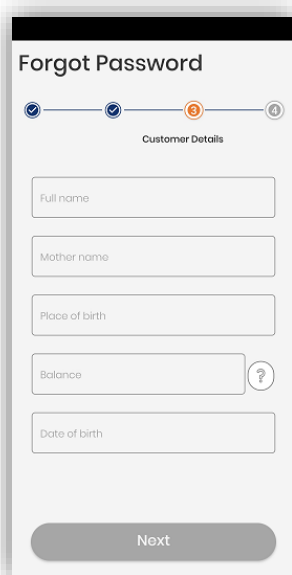 Forgot Password
3
4
Customer Details
Full name
Mother name
Place of birth
Balance
?
Date of birth
Next